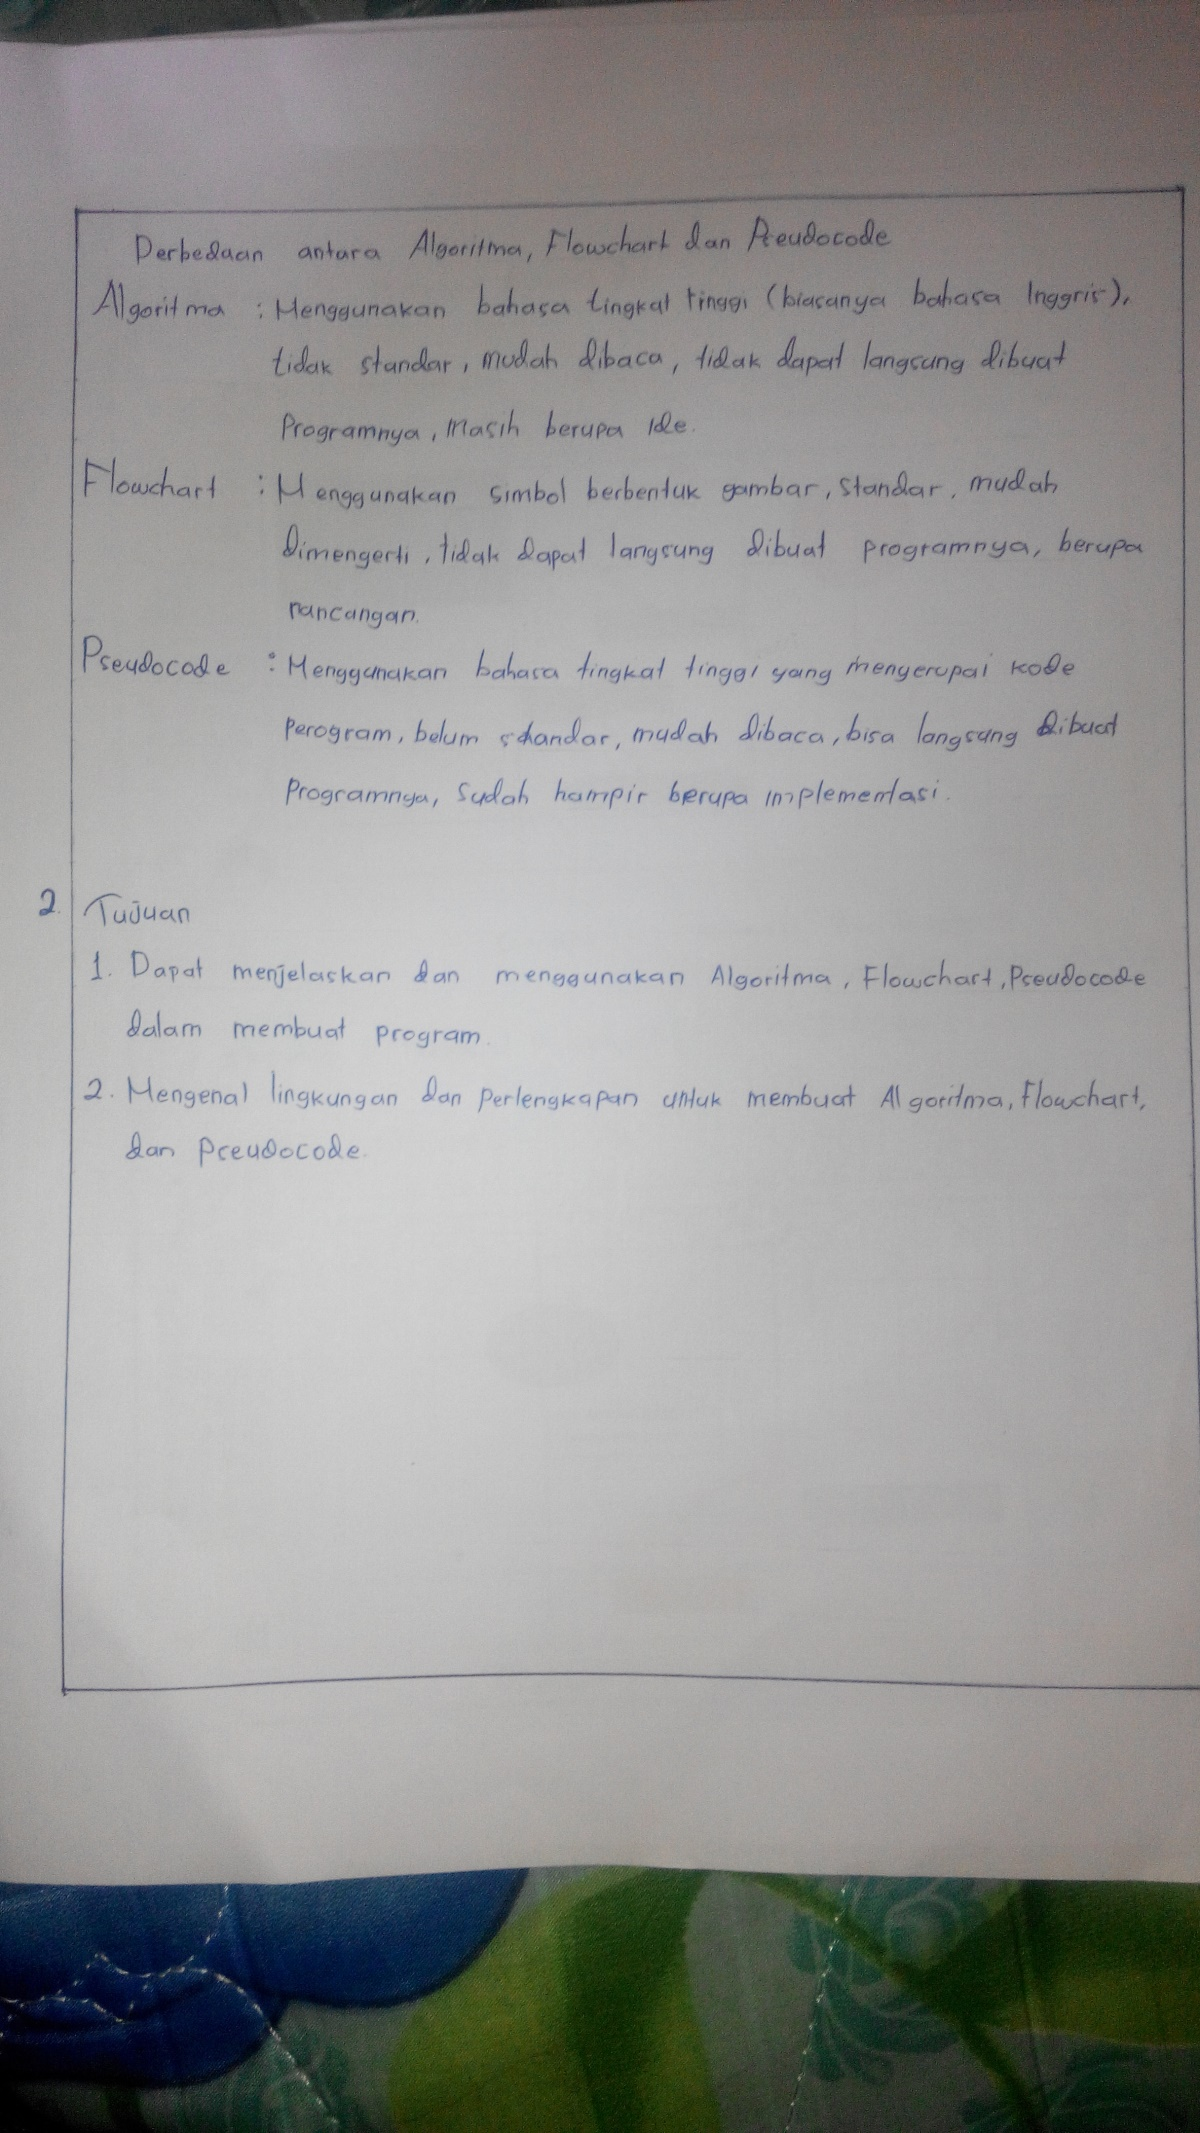 Perbedaan antara Algoritma, Flowchart dan Pseudocode
Algoritma : Menggunakan bahasa tingkat tinggi (biasanya bahasa Inggris),
tidak standar, mudah dibaca, tidak dapat langsung dibuat
Programnya, Masih berupa Ide.
Flowchart : Menggunakan simbol berbentuk gambar, standar, mudah
dimengerti, tidak dapat langsung dibuat programnya, berupa
rancangan.
Pseudocode : Menggunakan bahasa tingkat tinggi yang menyerupai kode
Perogram, belum standar, mudah dibaca, bisa langsung dibuat
Programnya, Sudah hampir berupa implementasi.
2. Tujuan
1. Dapat menjelaskan dan menggunakan Algoritma, Flowchart, Pseudocode
dalam membuat program.
2. Mengenal lingkungan dan Perlengkapan untuk membuat Algoritma, Flowchart,
dan Pseudocode.